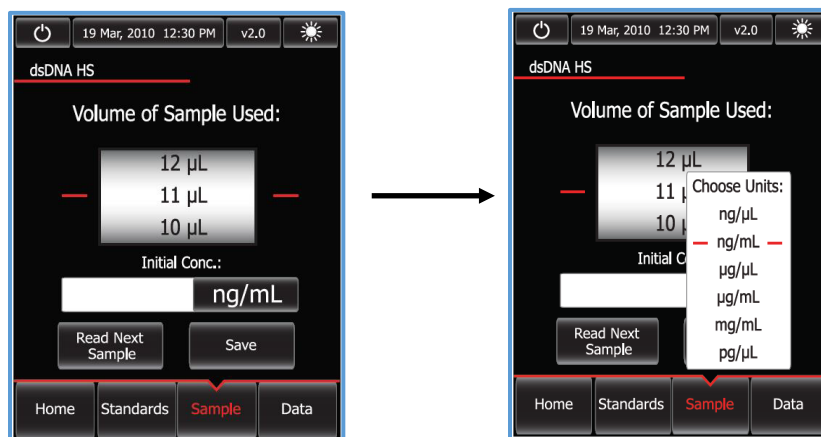 19 Mar, 2010 12:30 PM v2.0
dsDNA HS
Volume of Sample Used:
12 µL
11 µL
10 µL
Initial Conc.:
ng/mL
Read Next
Sample
Save
Home Standards Sample Data
19 Mar, 2010 12:30 PM v2.0
dsDNA HS
Volume of Sample Used:
12 µL
11 µ
10 µ
Initial C
Choose Units:
ng/µL
ng/mL
µg/µL
µg/mL
mg/mL
pg/µL
Read Next
Sample
Home Standards Sample Data